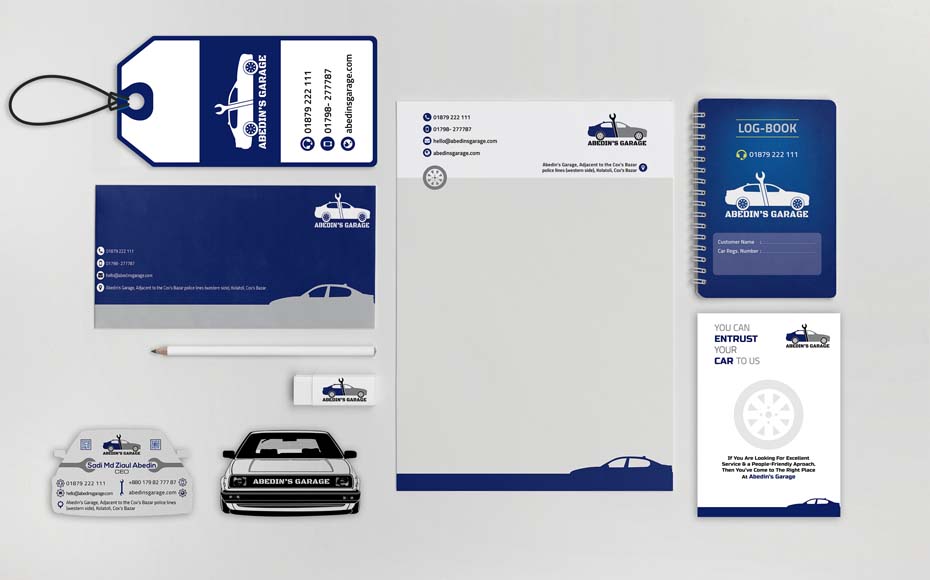 ABEDIN'S GARAGE
01879 222 111
01798- 277787
abedinsgarage.com
ABEDIN'S GARAGE
01879 222 111
01798- 277787
hello@abedinsgarage.com
Abedin's Garage, Adjacent to the Cox's Bazar police lines (western side), Kolatoli, Cox's Bazar
ABEDIN'S GARAGE
ABEDIN'S GARAGE
Sadi Md Ziaul Abedin
CEO
01879 222 111
+880 179 82 777 87
hello@abedinsgarage.com
abedinsgarage.com
Abedin's Garage, Adjacent to the Cox's Bazar police lines
(western side), Kolatoli, Cox's Bazar
ABEDIN'S GARAGE
01879 222 111
01798- 277787
hello@abedinsgarage.com
abedinsgarage.com
ABEDIN'S GARAGE
Abedin's Garage, Adjacent to the Cox's Bazar
police lines (western side), Kolatoli, Cox's Bazar
LOG-BOOK
01879 222 111
ABEDIN'S GARAGE
Customer Name :
Car Regs. Number :
YOU CAN
ENTRUST
YOUR
CAR TO US
ABEDIN'S GARAGE
If You Are Looking For Excellent
Service & a People-Friendly Aproach,
Then You've Come to The Right Place
At Abedin's Garage